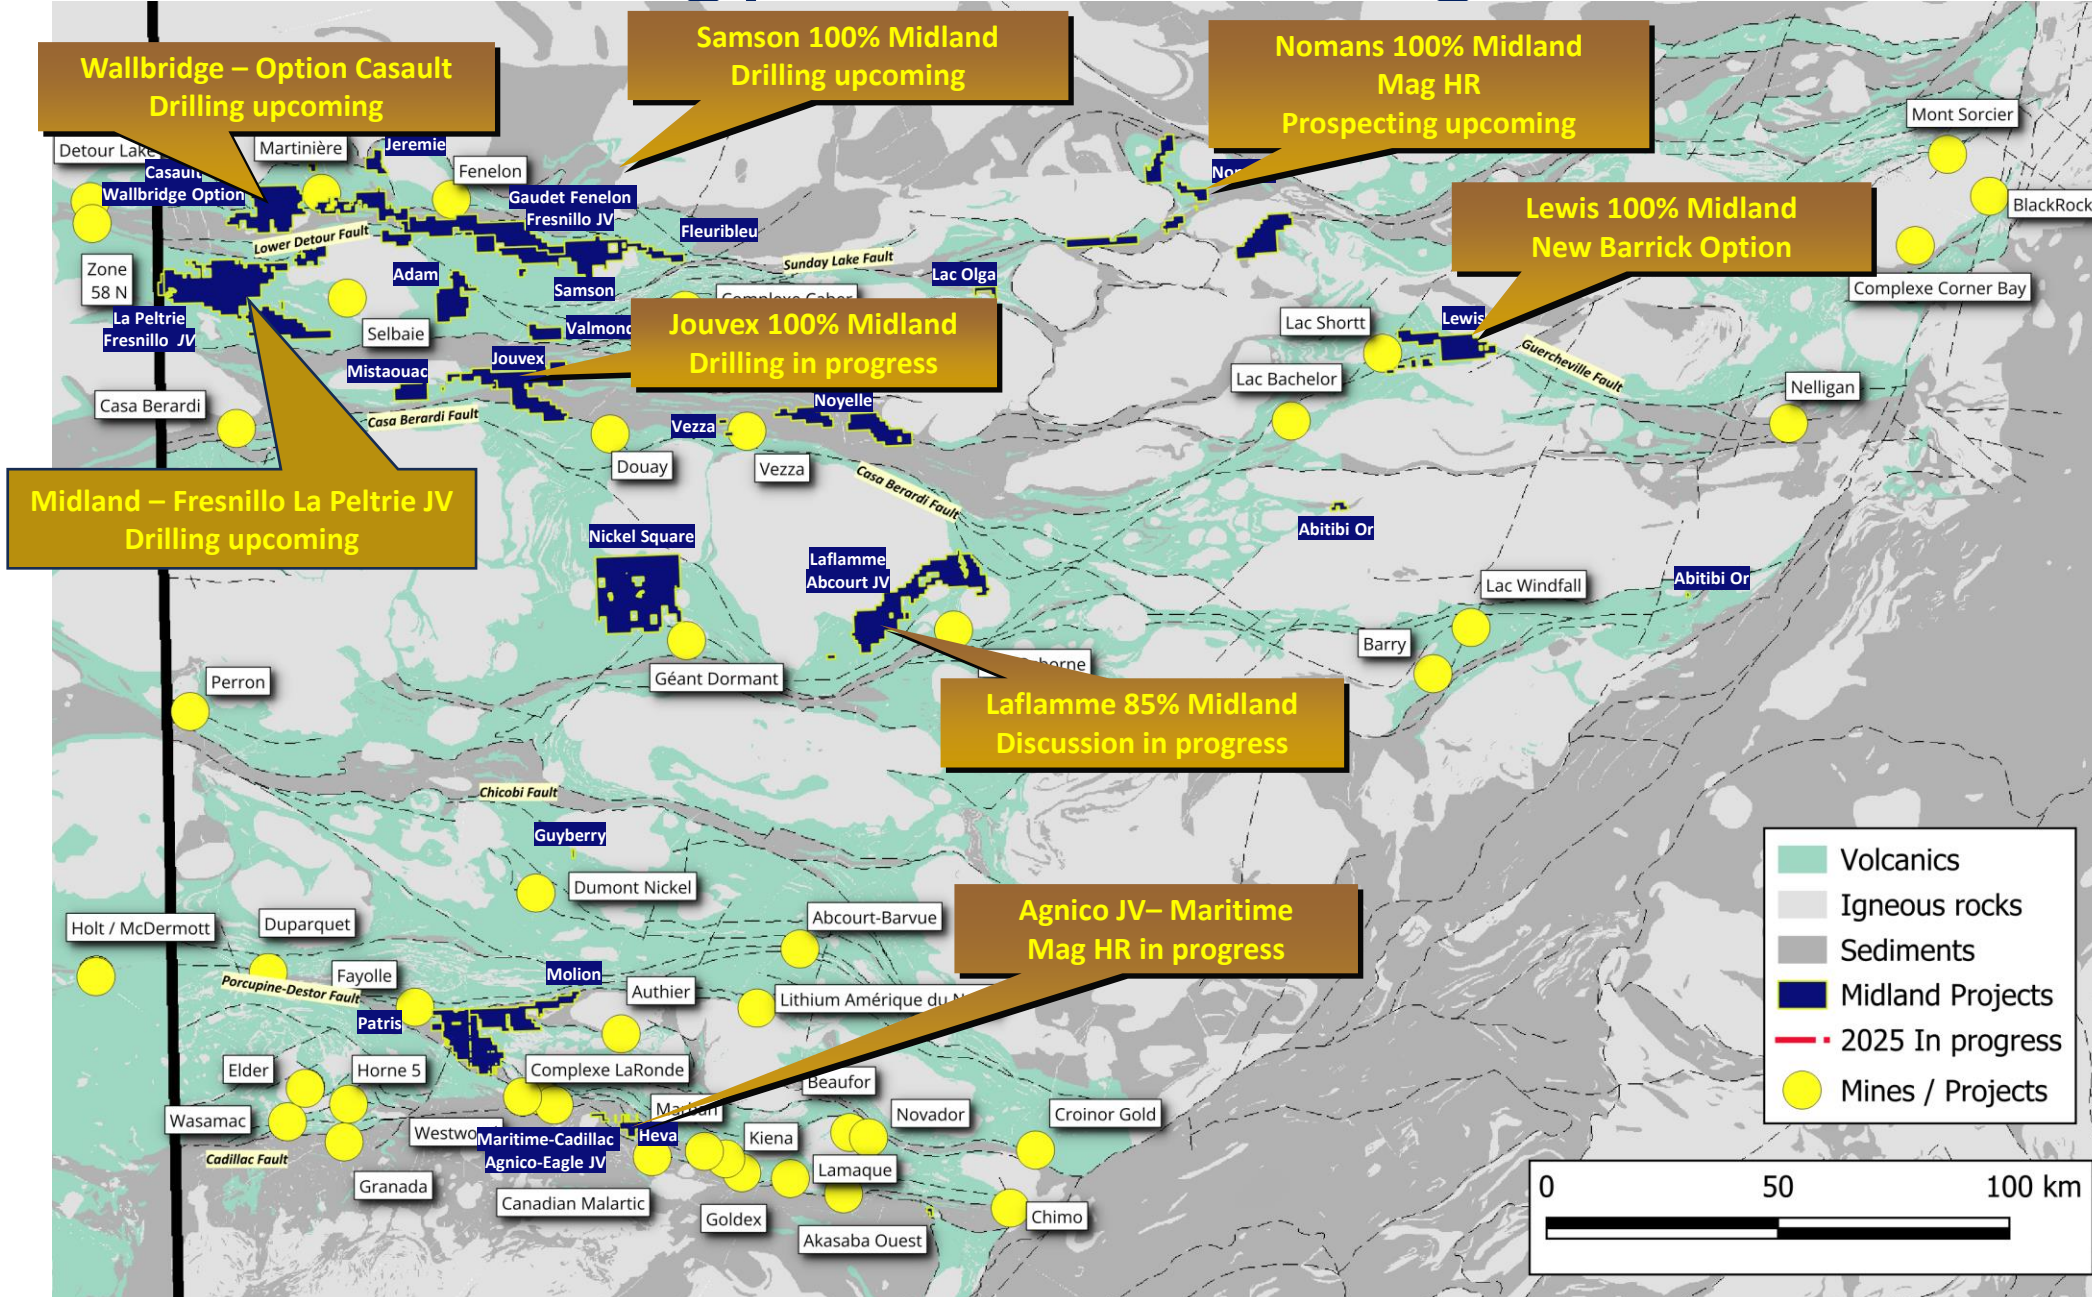 Wallbridge – Option Casault
Drilling upcoming
Samson 100% Midland
Drilling upcoming
Nomans 100% Midland
Mag HR
Prospecting upcoming
Mont Sorcier
Detour Lake
Martinière
Jeremie
Fenelon
Casault
Wallbridge Option
Gaudet Fenelon
Fresnillo JV
Fleuribleu
BlackRock
Lewis 100% Midland
New Barrick Option
Lower Detour Fault
Sunday Lake Fault
Zone
58 N
Adam
Samson
Lac Olga
Complexe Corner Bay
La Peltrie
Fresnillo JV
Selbaie
Jouvex 100% Midland
Drilling in progress
Lac Shortt
Lewis
Guercheville Fault
Mistaouac
Jouvex
Lac Bachelor
Nelligan
Casa Berardi
Casa Berardi Fault
Noyelle
Vezza
Douay
Vezza
Casa Berardi Fault
Midland – Fresnillo La Peltrie JV
Drilling upcoming
Nickel Square
Abitibi Or
Laflamme
Abcourt JV
Lac Windfall
Abitibi Or
Barry
Géant Dormant
Perron
Laflamme 85% Midland
Discussion in progress
Chicobi Fault
Guyberry
Dumont Nickel
Volcanics
Igneous rocks
Sediments
Midland Projects
2025 In progress
Mines / Projects
Holt / McDermott
Duparquet
Abcourt-Barvue
Agnico JV– Maritime
Mag HR in progress
Porcupine-Destor Fault
Fayolle
Molion
Authier
Lithium Amérique du
Patris
Elder
Horne 5
Complexe LaRonde
Beaufor
Novador
Croinor Gold
Wasamac
Maritime-Cadillac
Agnico-Eagle JV
Heva
Kiena
Cadillac Fault
Lamaque
Granada
Canadian Malartic
Goldex
Akasaba Ouest
Chimo
0 50 100 km